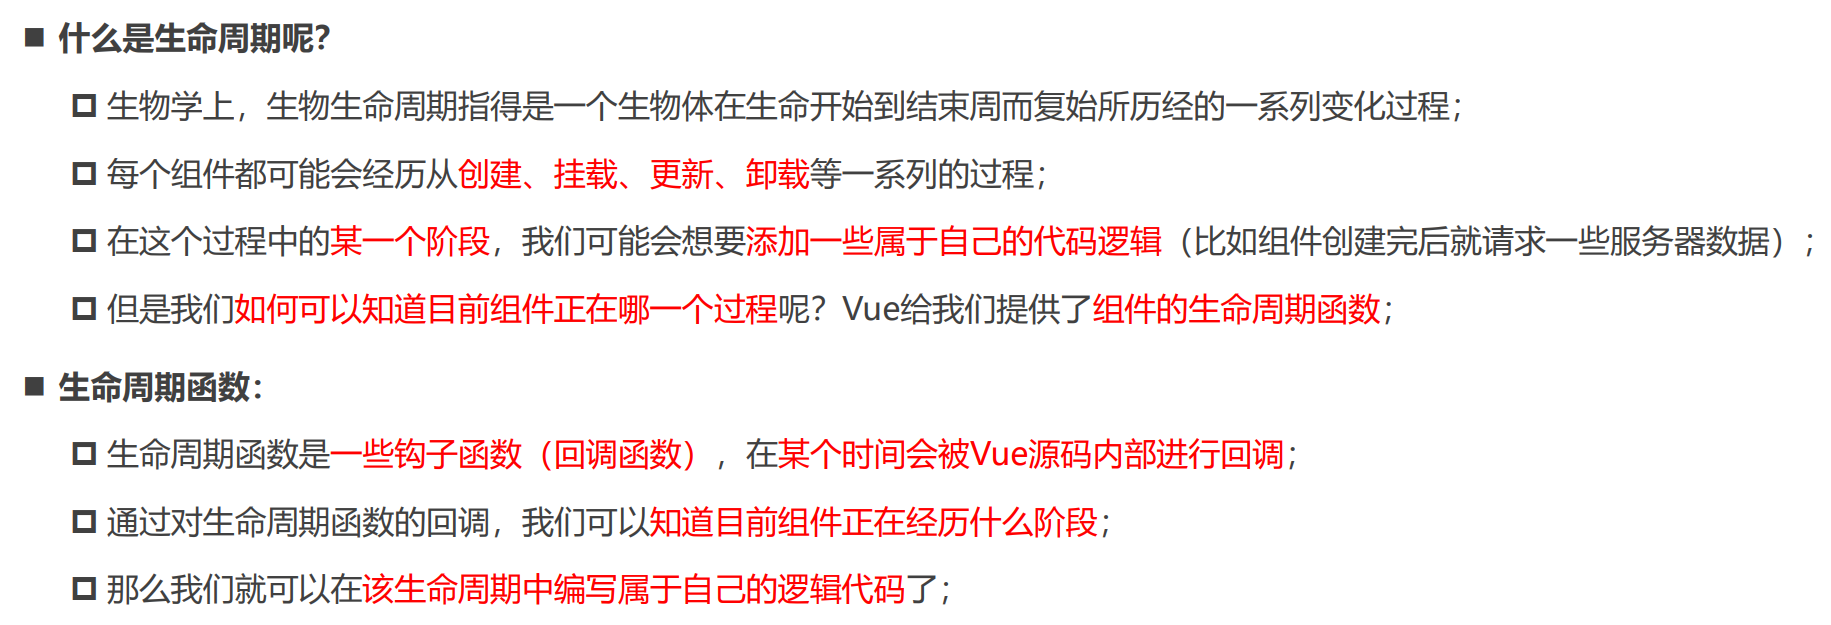 什么是生命周期呢？
生物学上，生物生命周期指得是一个生物体在生命开始到结束周而复始所历经的一系列变化过程；
每个组件都可能会经历从创建、挂载、更新、卸载等一系列的过程；
在这个过程中的某一个阶段，我们可能会想要添加一些属于自己的代码逻辑（比如组件创建完后就请求一些服务器数据）；
但是我们如何可以知道目前组件正在哪一个过程呢？Vue给我们提供了组件的生命周期函数；
生命周期函数：
生命周期函数是一些钩子函数（回调函数），在某个时间会被Vue源码内部进行回调；
通过对生命周期函数的回调，我们可以知道目前组件正在经历什么阶段；
那么我们就可以在该生命周期中编写属于自己的逻辑代码了；